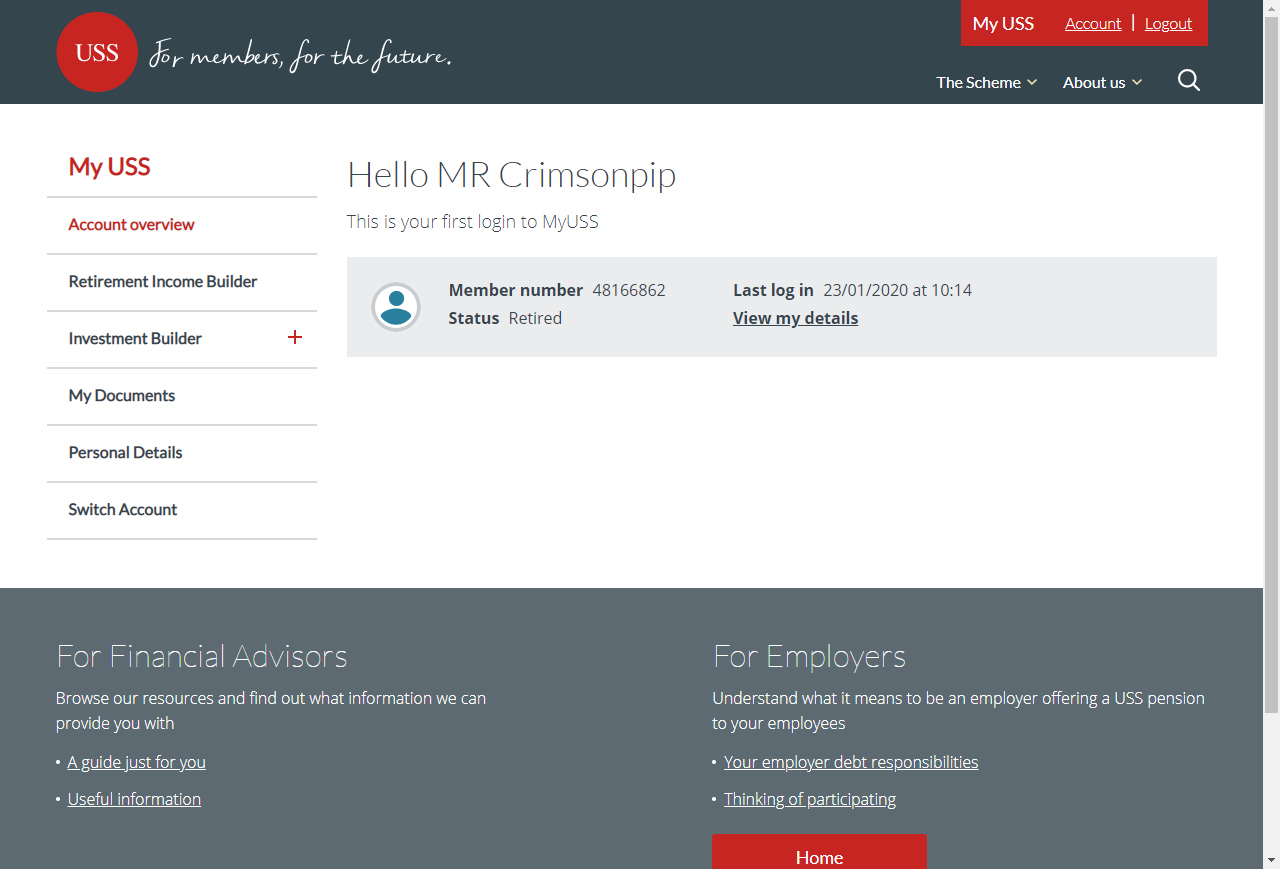 USS
For members, for the future.
My USS Account | Logout
The Scheme About us
My USS
Account overview
Retirement Income Builder
Investment Builder +
My Documents
Personal Details
Switch Account
Hello MR Crimsonpip
This is your first login to MyUSS
Member number 48166862
Status Retired
Last log in 23/01/2020 at 10:14
View my details
For Financial Advisors
Browse our resources and find out what information we can
provide you with
• A guide just for you
• Useful information
For Employers
Understand what it means to be an employer offering a USS pension
to your employees
• Your employer debt responsibilities
• Thinking of participating
Home